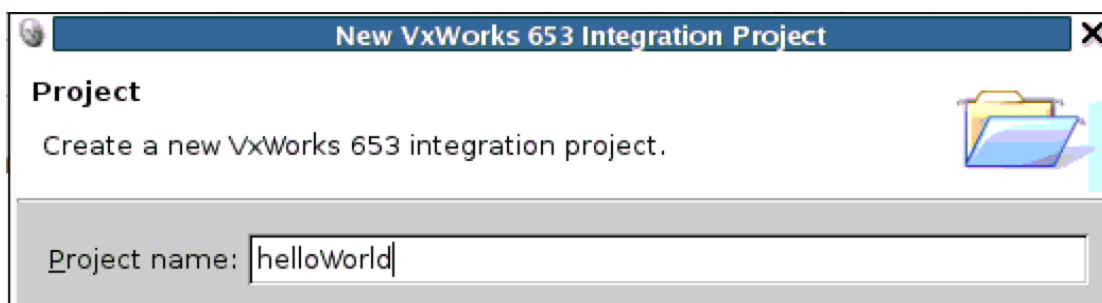 New VxWorks 653 Integration Project
Project
Create a new VxWorks 653 integration project.
Project name: helloWorld